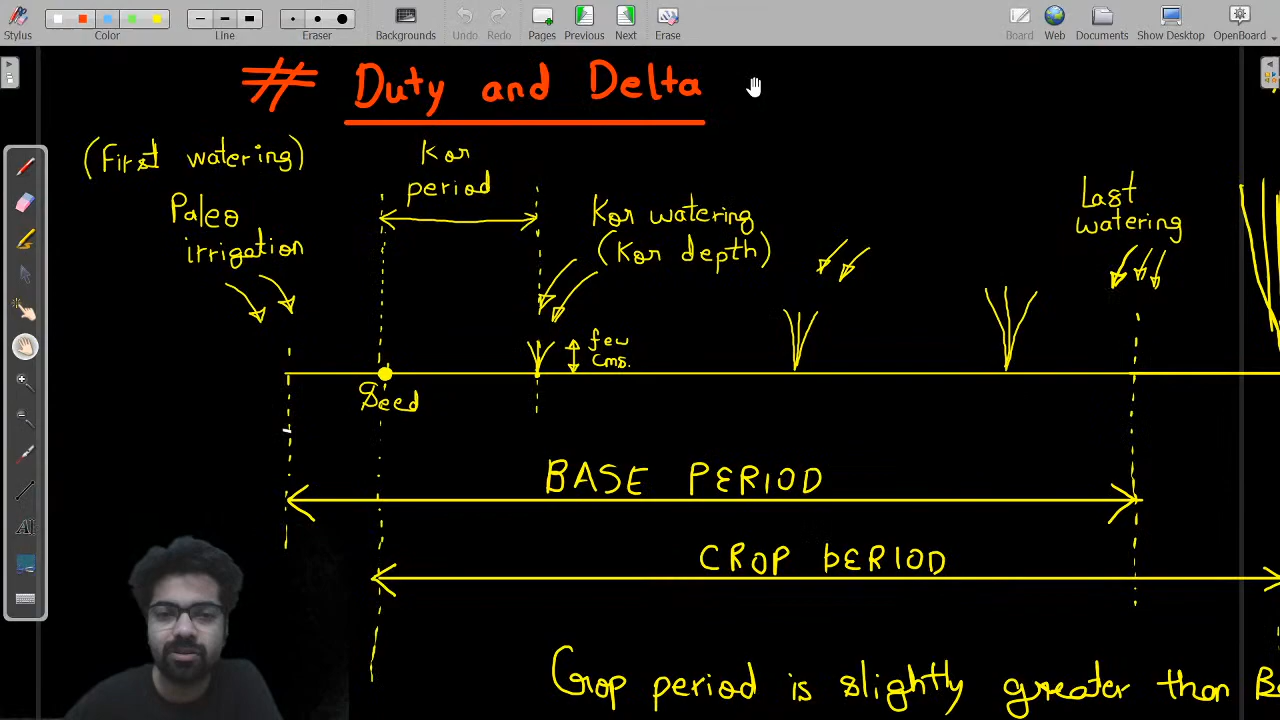 Stylus
Color
Line
Eraser
Backgrounds
Undo
Redo
Pages
Previous
Next
Erase
Board
Web
Documents
Show Desktop
OpenBoard
# Duty and Delta
(First watering)
Paleo
irrigation
Kor
period
Kor watering
(Kor depth)
Last
watering
few
cms.
Seed
BASE PERIOD
CROP PERIOD
Crop period is slightly greater than